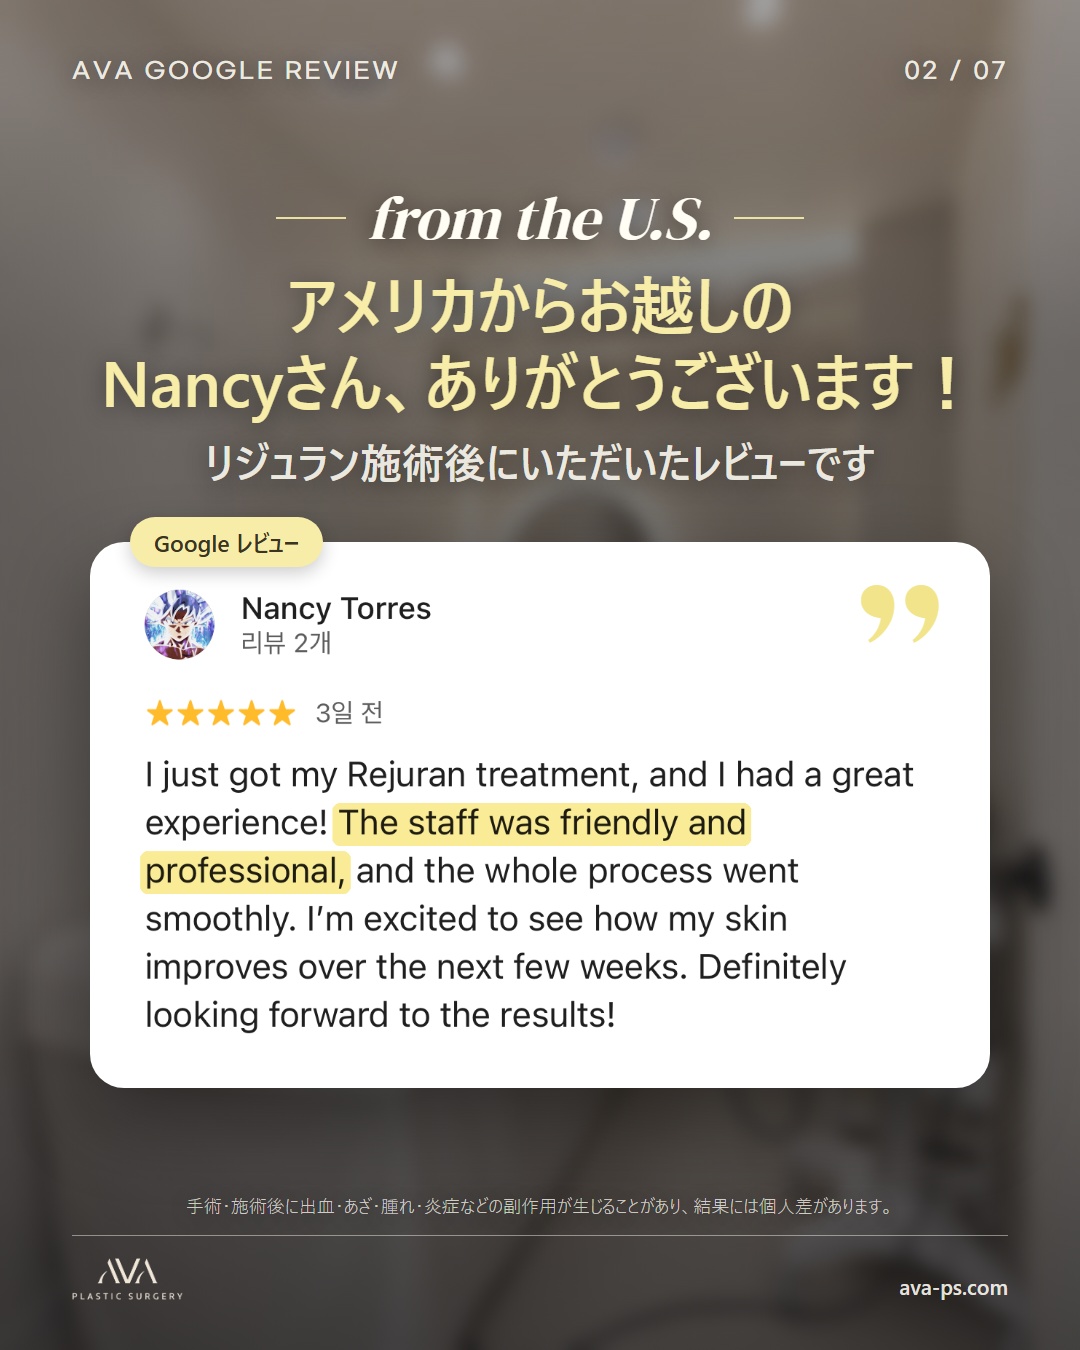 AVA GOOGLE REVIEW
02 / 07
from the U.S.
アメリカからお越しの
Nancyさん、ありがとうございます！
リジュラン施術後にいただいたレビューです
Google レビュー
Nancy Torres
리뷰 2개
★★★★★ 3일 전
I just got my Rejuran treatment, and I had a great
experience! The staff was friendly and
professional, and the whole process went
smoothly. I’m excited to see how my skin
improves over the next few weeks. Definitely
looking forward to the results!
手術・施術後に出血・あざ・腫れ・炎症などの副作用が生じることがあり、結果には個人差があります。
AVA
PLASTIC SURGERY
ava-ps.com